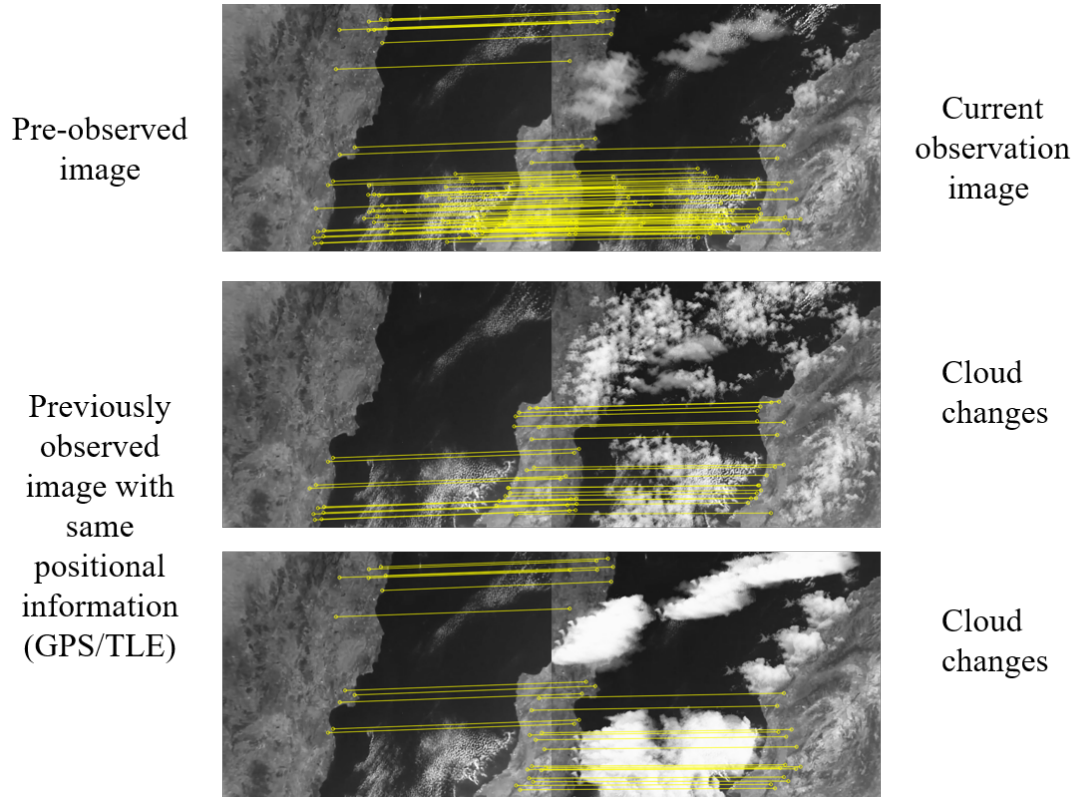 Pre-observed
image
Current
observation
image
Previously
observed
image with
same
positional
information
(GPS/TLE)
Cloud
changes
Cloud
changes